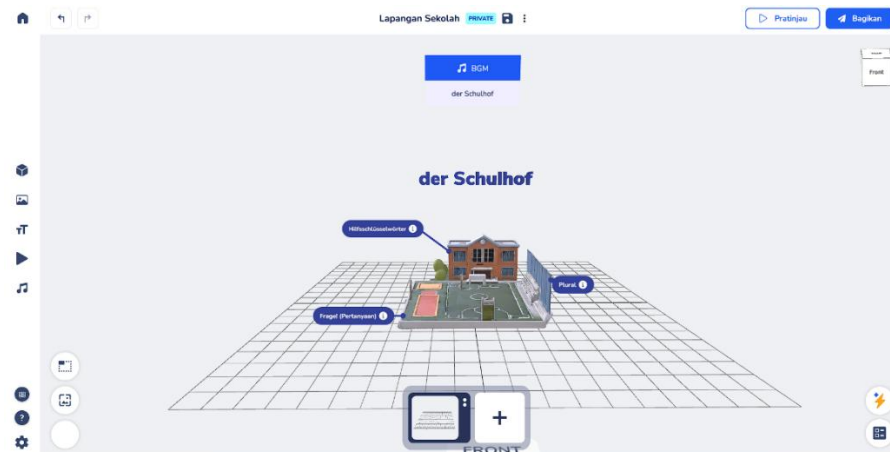 Lapangan Sekolah PRIVATE
Pratinjau
Bagikan
BGM
der Schulhof
Front
der Schulhof
Hilfsschlüsselwörter
Plural
Fragel (Pertanyaan)
FRONT